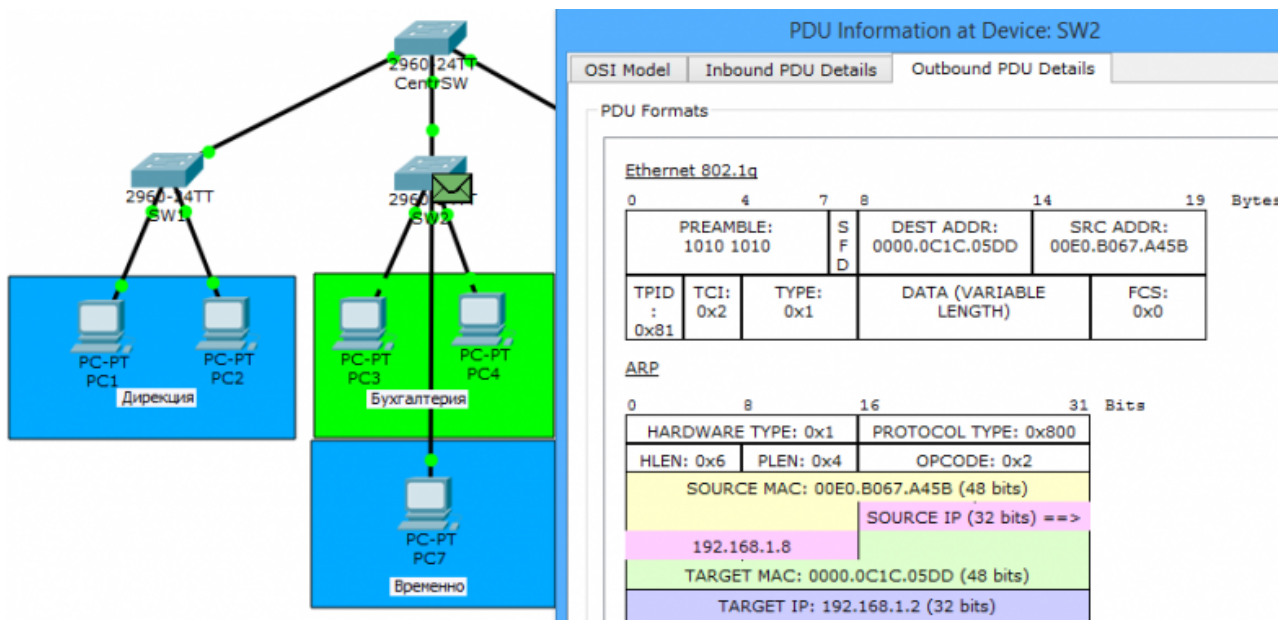 2960-24TT
CentrSW
2960-24TT
SW1
SW2
PC-PT
PC1
PC-PT
PC2
Дирекция
PC-PT
PC3
PC-PT
PC4
Бухгалтерия
PC-PT
PC7
Временно
PDU Information at Device: SW2
OSI Model Inbound PDU Details Outbound PDU Details
PDU Formats
Ethernet 802.1q
0 4 7 8 14 19 Bytes
PREAMBLE:
1010 1010
S
F
D
DEST ADDR:
0000.0C1C.05DD
SRC ADDR:
00E0.B067.A45B
TPID
:
0x81
TCI:
0x2
TYPE:
0x1
DATA (VARIABLE
LENGTH)
FCS:
0x0
ARP
0 8 16 31 Bits
HARDWARE TYPE: 0x1 PROTOCOL TYPE: 0x800
HLEN: 0x6 PLEN: 0x4 OPCODE: 0x2
SOURCE MAC: 00E0.B067.A45B (48 bits)
SOURCE IP (32 bits) ==>
192.168.1.8
TARGET MAC: 0000.0C1C.05DD (48 bits)
TARGET IP: 192.168.1.2 (32 bits)